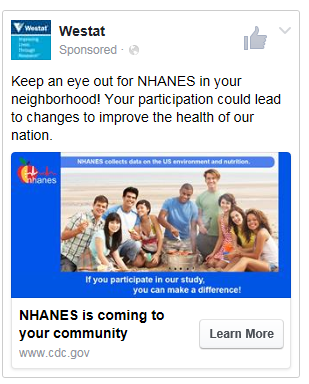 Westat
Improving
Lives
Through
Research
Westat
Sponsored ·
Keep an eye out for NHANES in your
neighborhood! Your participation could lead
to changes to improve the health of our
nation.
NHANES collects data on the US environment and nutrition.
nhanes
If you participate in our study,
you can make a difference!
NHANES is coming to
your community
Learn More
www.cdc.gov